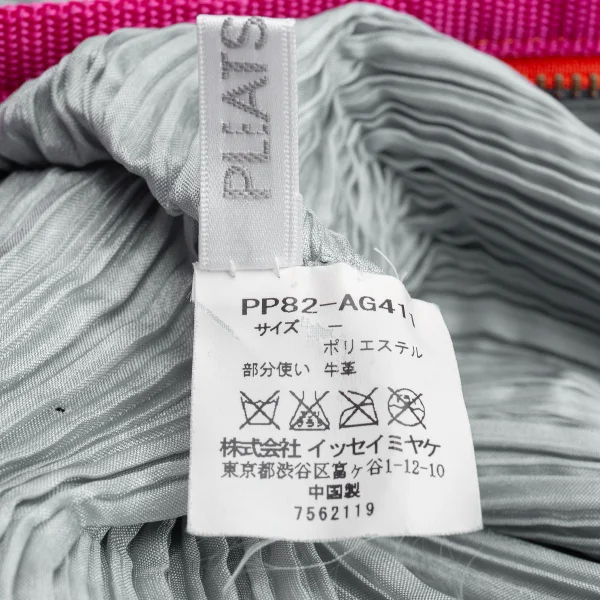 PLEATS
PP82-AG411
サイズ —
ポリエステル
部分使い 牛革
株式会社 イッセイミヤケ
東京都渋谷区富ヶ谷1-12-10
中国製
7562119